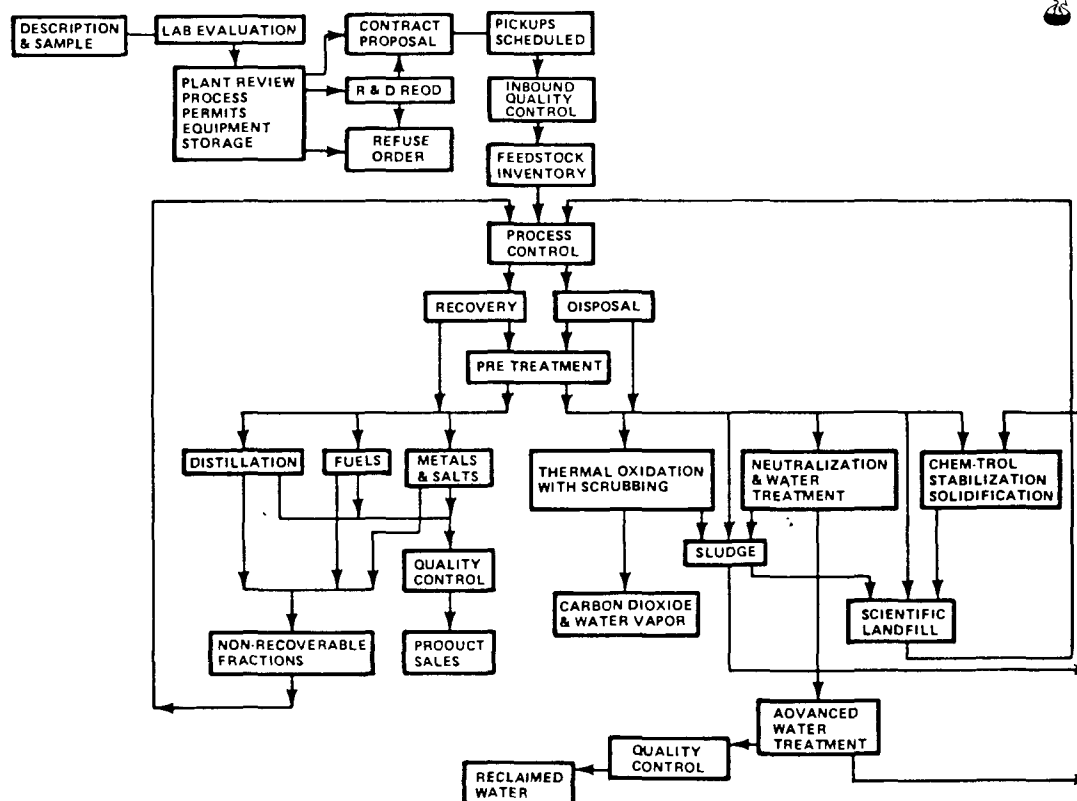 DESCRIPTION
& SAMPLE
LAB EVALUATION
CONTRACT
PROPOSAL
PICKUPS
SCHEDULED
PLANT REVIEW
PROCESS
PERMITS
EQUIPMENT
STORAGE
R & D REOD
INBOUND
QUALITY
CONTROL
REFUSE
ORDER
FEEDSTOCK
INVENTORY
PROCESS
CONTROL
RECOVERY
DISPOSAL
PRE TREATMENT
DISTILLATION
FUELS
METALS
& SALTS
THERMAL OXIDATION
WITH SCRUBBING
NEUTRALIZATION
& WATER
TREATMENT
CHEM-TROL
STABILIZATION
SOLIDIFICATION
SLUDGE
QUALITY
CONTROL
CARBON DIOXIDE
& WATER VAPOR
SCIENTIFIC
LANDFILL
NON-RECOVERABLE
FRACTIONS
PRODUCT
SALES
ADVANCED
WATER
TREATMENT
QUALITY
CONTROL
RECLAIMED
WATER